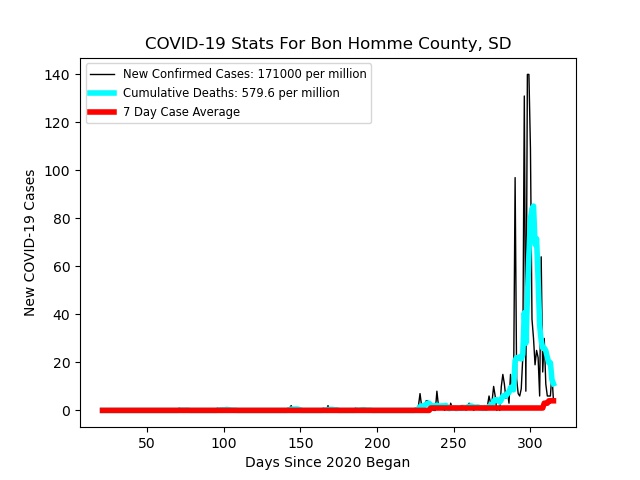 COVID-19 Stats For Bon Homme County, SD
New Confirmed Cases: 171000 per million
Cumulative Deaths: 579.6 per million
7 Day Case Average
New COVID-19 Cases
140
120
100
80
60
40
20
0
50 100 150 200 250 300
Days Since 2020 Began